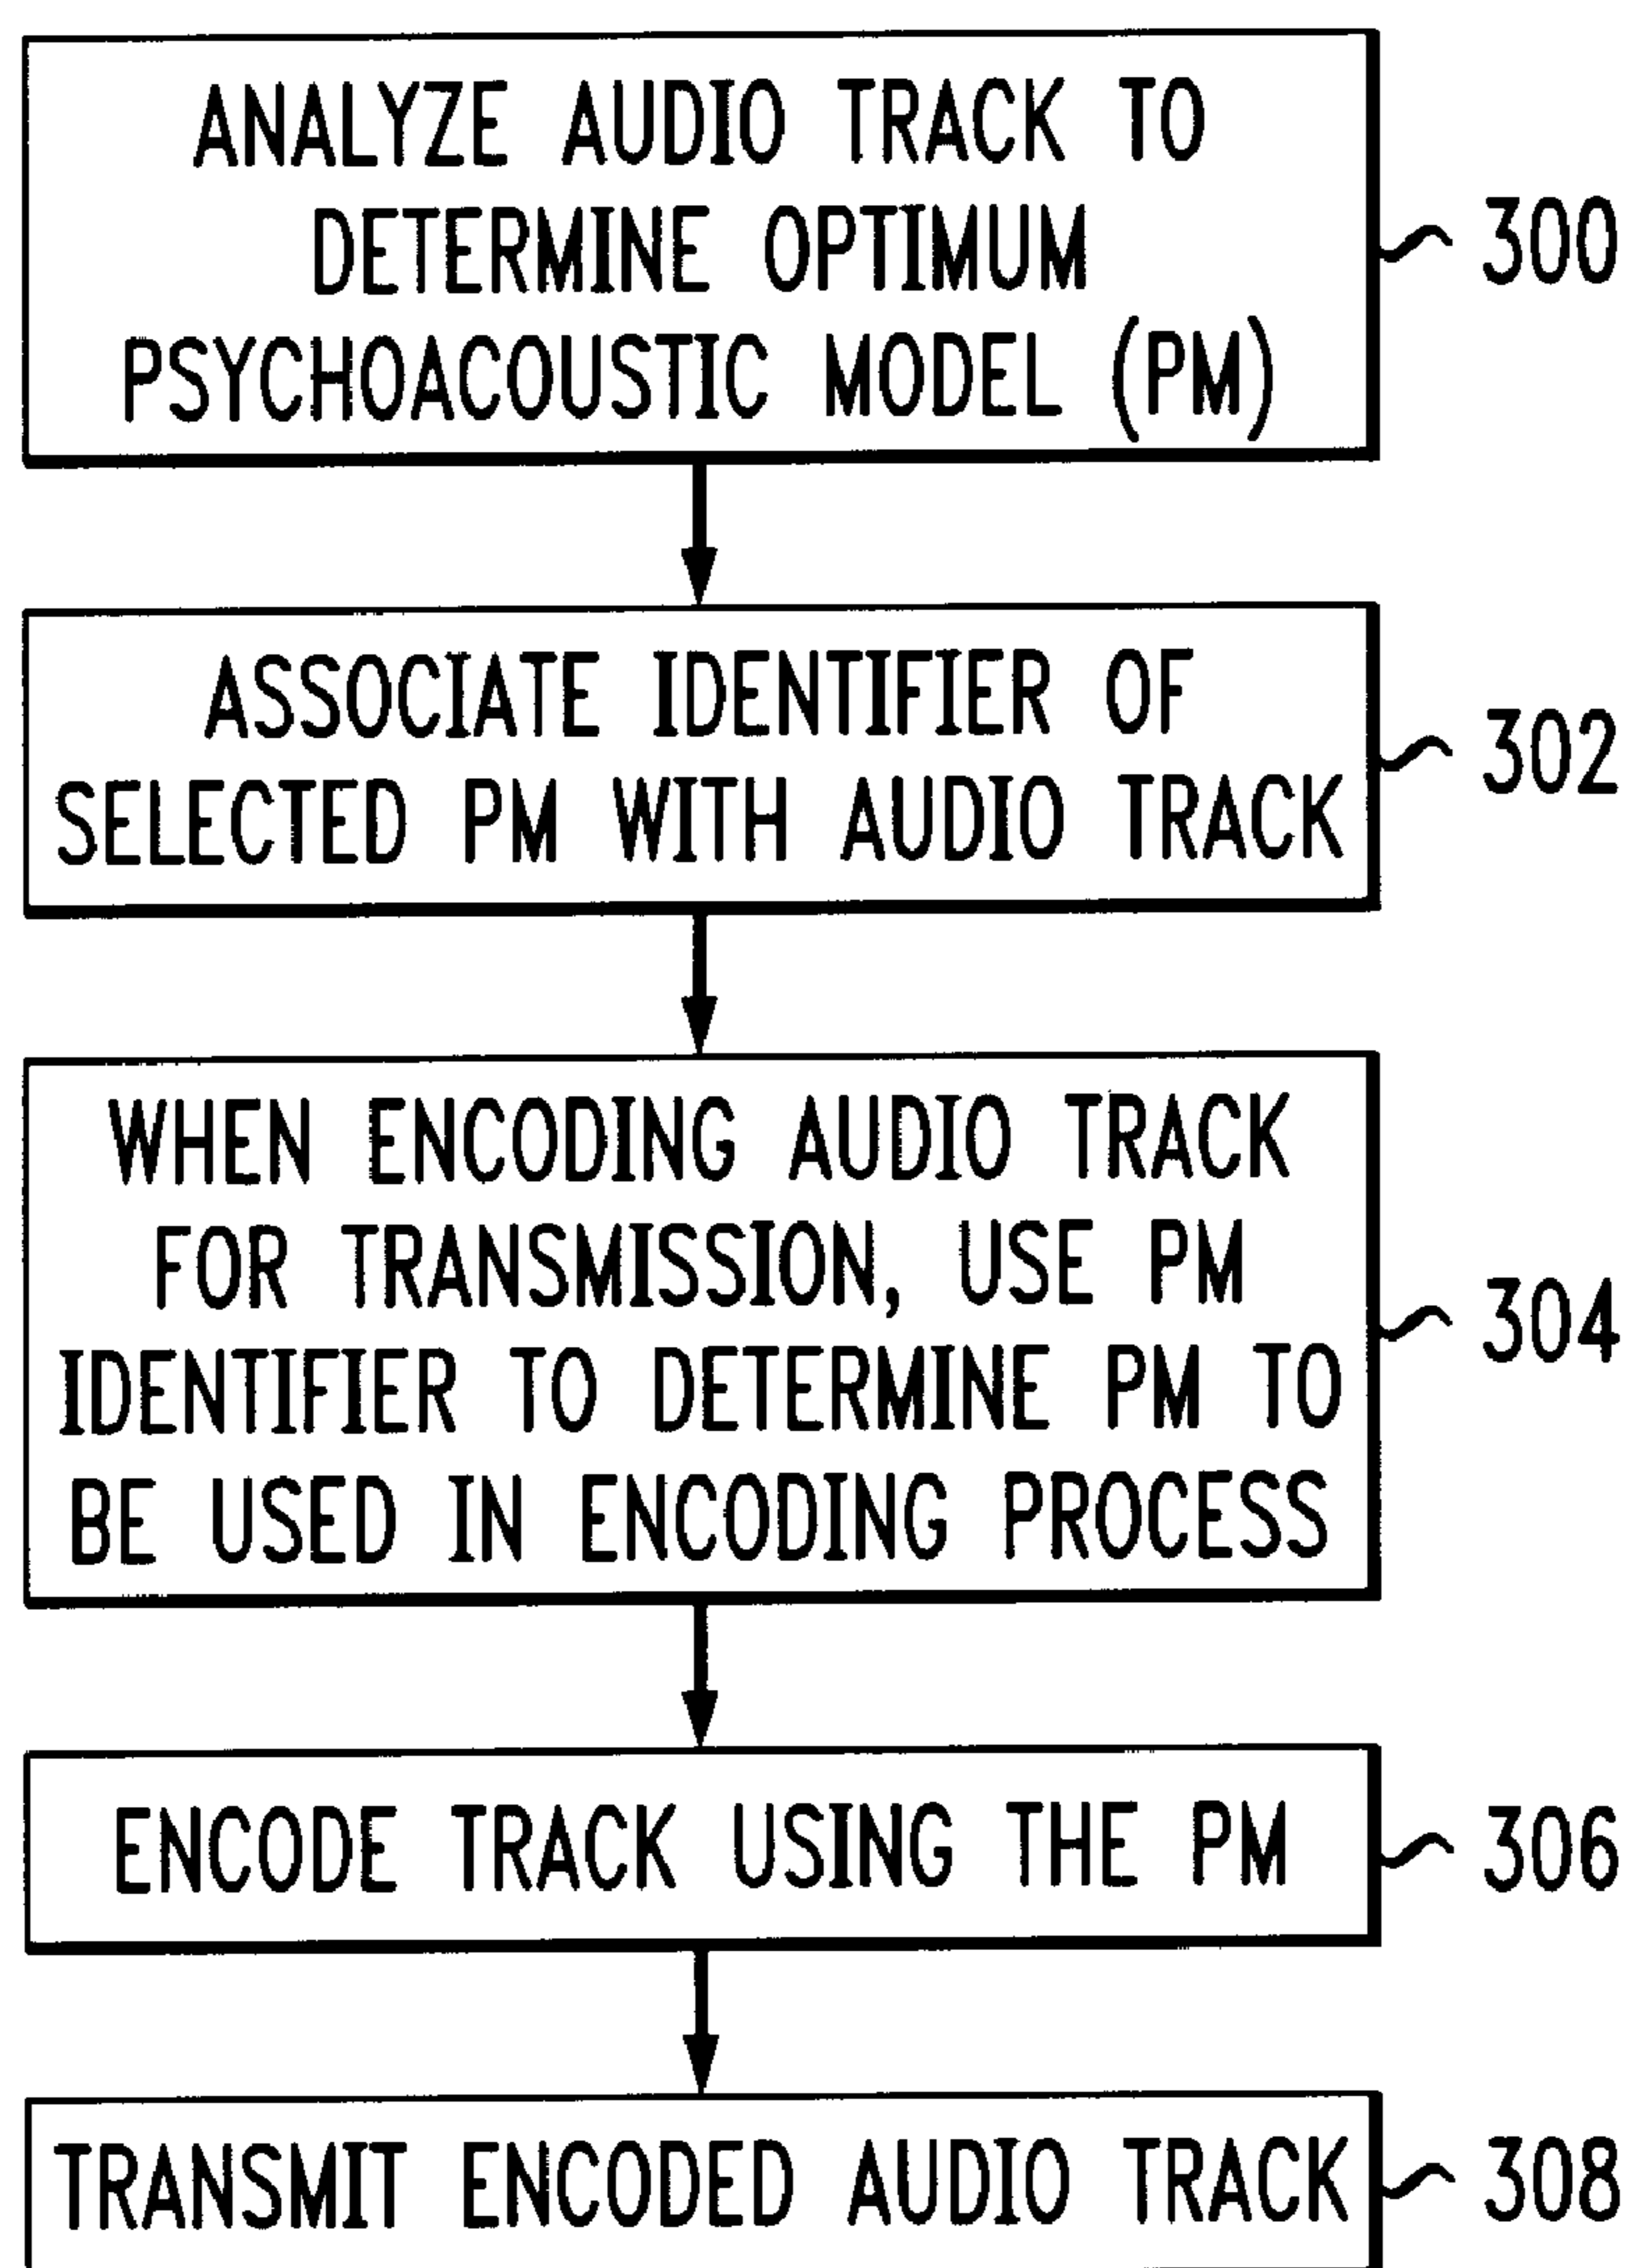 ANALYZE AUDIO TRACK TO
DETERMINE OPTIMUM
PSYCHOACOUSTIC MODEL (PM)
300
ASSOCIATE IDENTIFIER OF
SELECTED PM WITH AUDIO TRACK
302
WHEN ENCODING AUDIO TRACK
FOR TRANSMISSION, USE PM
IDENTIFIER TO DETERMINE PM TO
BE USED IN ENCODING PROCESS
304
ENCODE TRACK USING THE PM
306
TRANSMIT ENCODED AUDIO TRACK
308